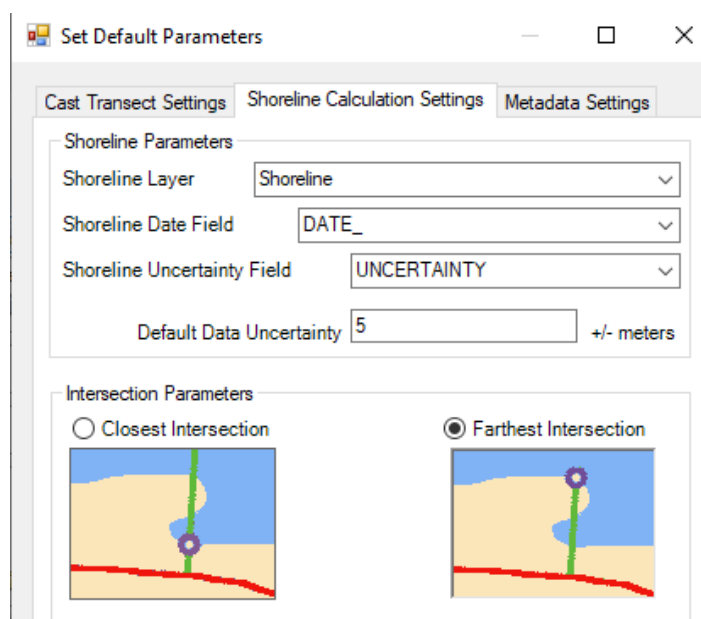 Set Default Parameters
Cast Transect Settings Shoreline Calculation Settings Metadata Settings
Shoreline Parameters
Shoreline Layer Shoreline
Shoreline Date Field DATE_
Shoreline Uncertainty Field UNCERTAINTY
Default Data Uncertainty 5 +/- meters
Intersection Parameters
Closest Intersection Farthest Intersection